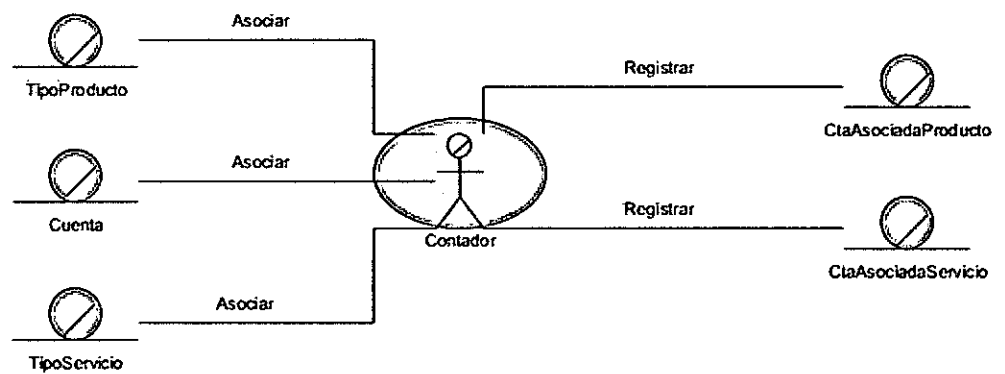 Asociar
TipoProducto
Registrar
CtaAsociadaProducto
Asociar
Cuenta
Contador
Registrar
CtaAsociadaServicio
Asociar
TipoServicio